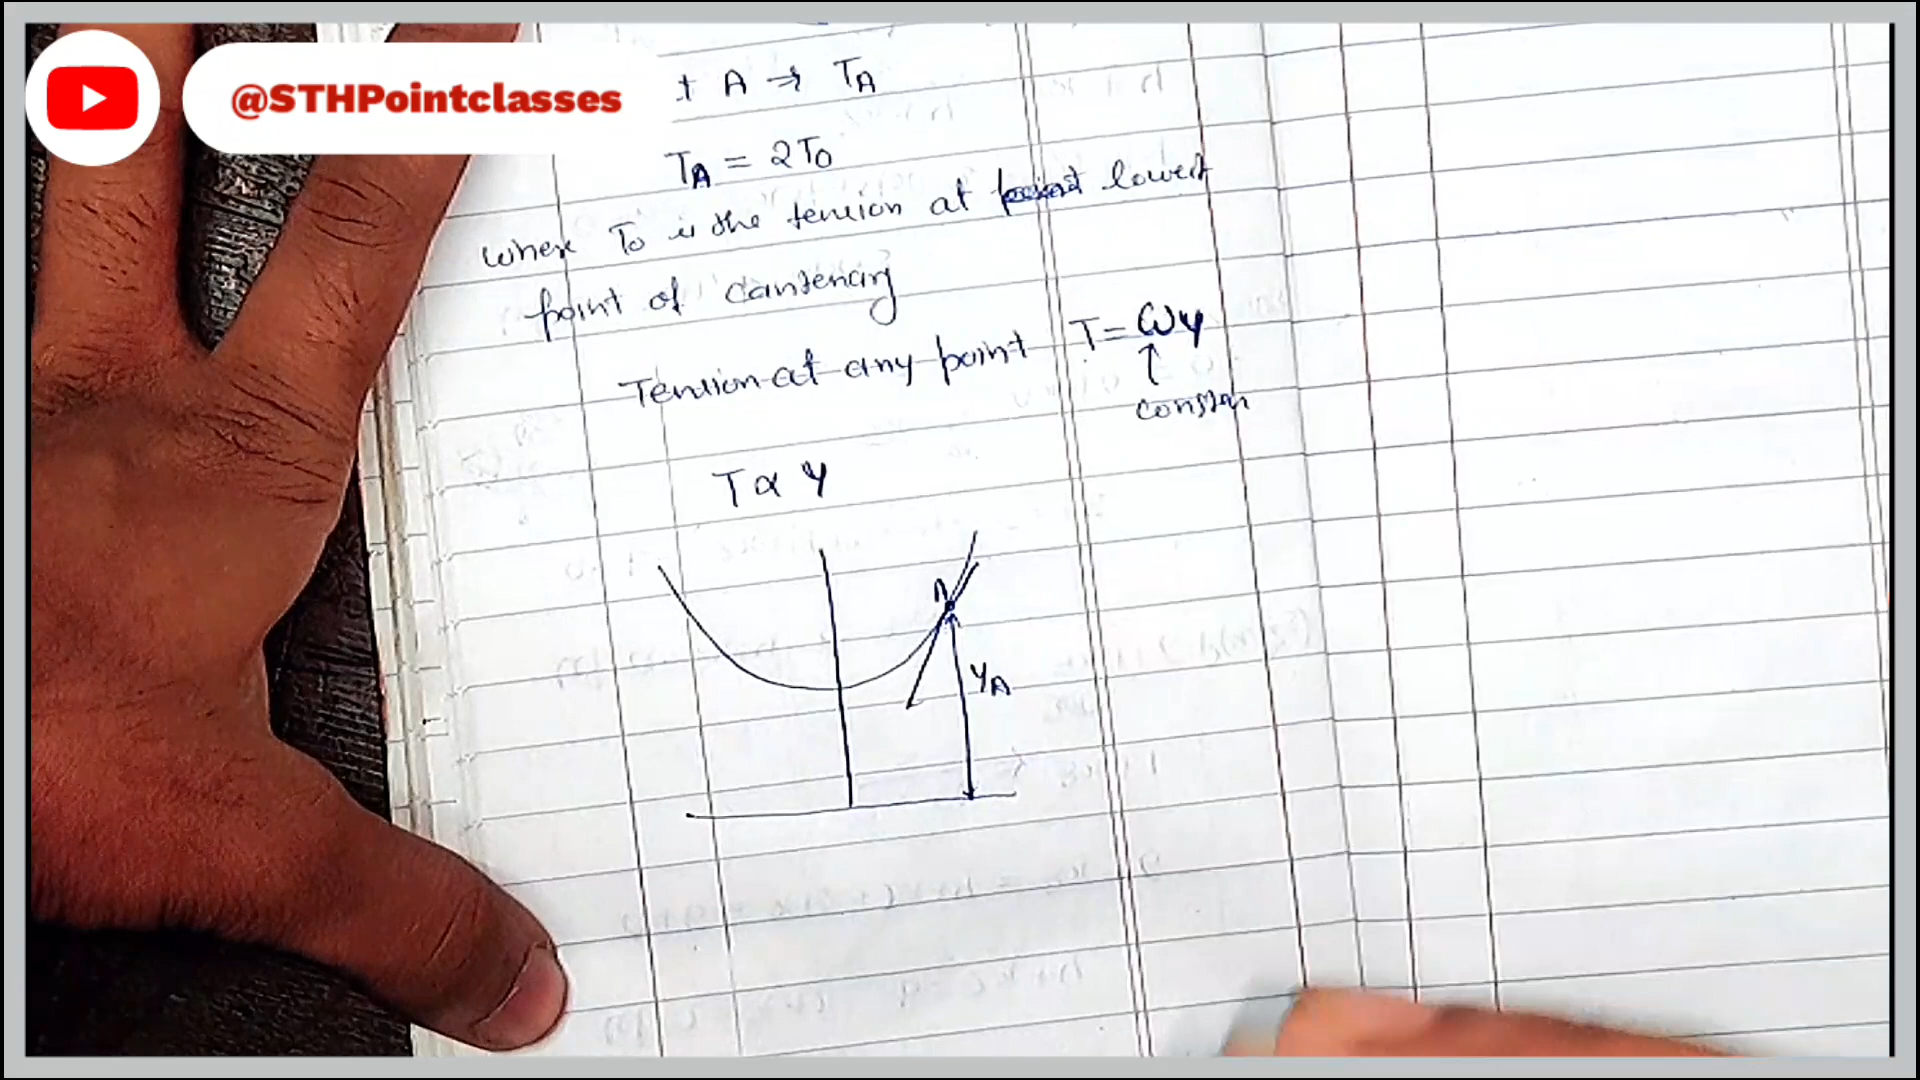 @STHPointclasses
t A ⇒ TA
TA = 2T0
where To is the tension at lowest
point of cantenary
Tension at any point T = ωy
↑
constan
T ∝ y
A
yA